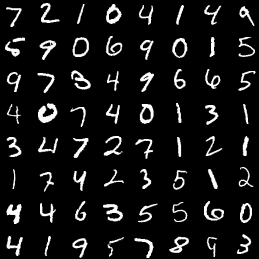 7 2 1 0 4 1 4 9
5 9 0 6 9 0 1 5
9 7 3 4 9 6 6 5
4 0 7 4 0 1 3 1
3 4 7 2 7 1 2 1
1 7 4 2 3 5 1 2
4 4 6 3 5 5 6 0
4 1 9 5 7 8 9 3